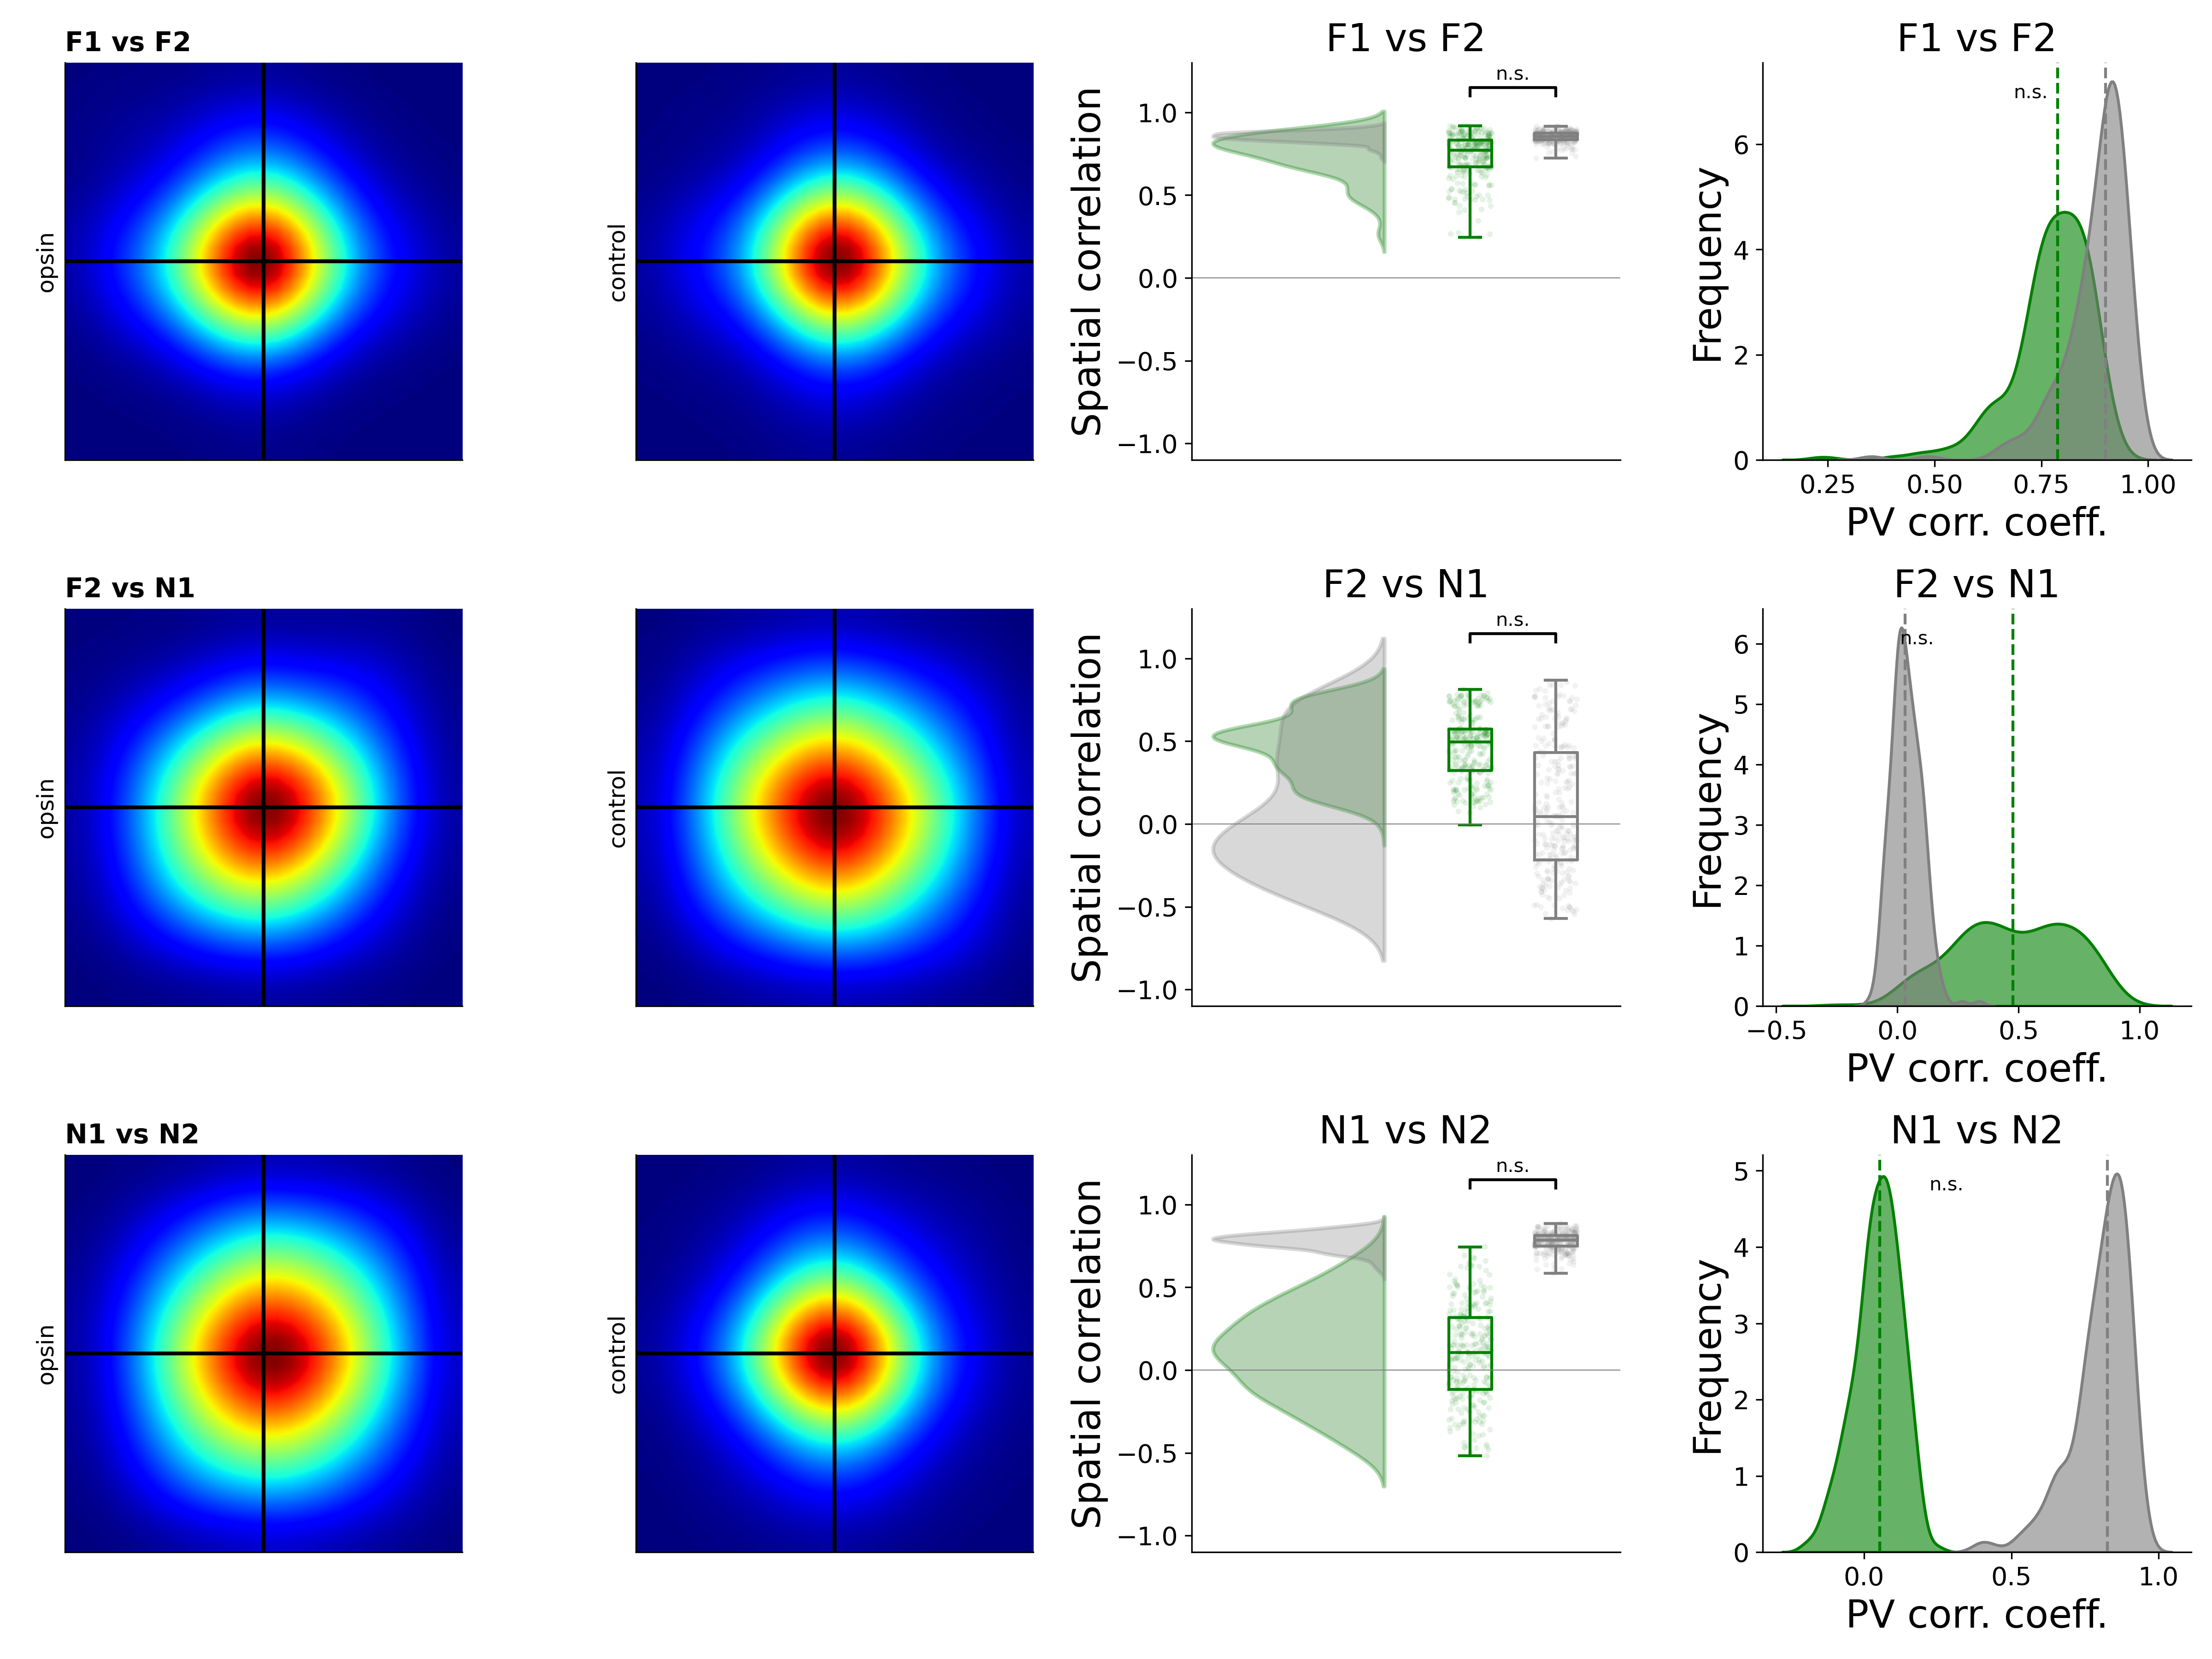 F1 vs F2
opsin
control
F1 vs F2
Spatial correlation
1.0
0.5
0.0
−0.5
−1.0
n.s.
F1 vs F2
Frequency
6
4
2
0
n.s.
0.25 0.50 0.75 1.00
PV corr. coeff.
F2 vs N1
opsin
control
F2 vs N1
Spatial correlation
1.0
0.5
0.0
−0.5
−1.0
n.s.
F2 vs N1
Frequency
6
5
4
3
2
1
0
n.s.
−0.5 0.0 0.5 1.0
PV corr. coeff.
N1 vs N2
opsin
control
N1 vs N2
Spatial correlation
1.0
0.5
0.0
−0.5
−1.0
n.s.
N1 vs N2
Frequency
5
4
3
2
1
0
n.s.
0.0 0.5 1.0
PV corr. coeff.